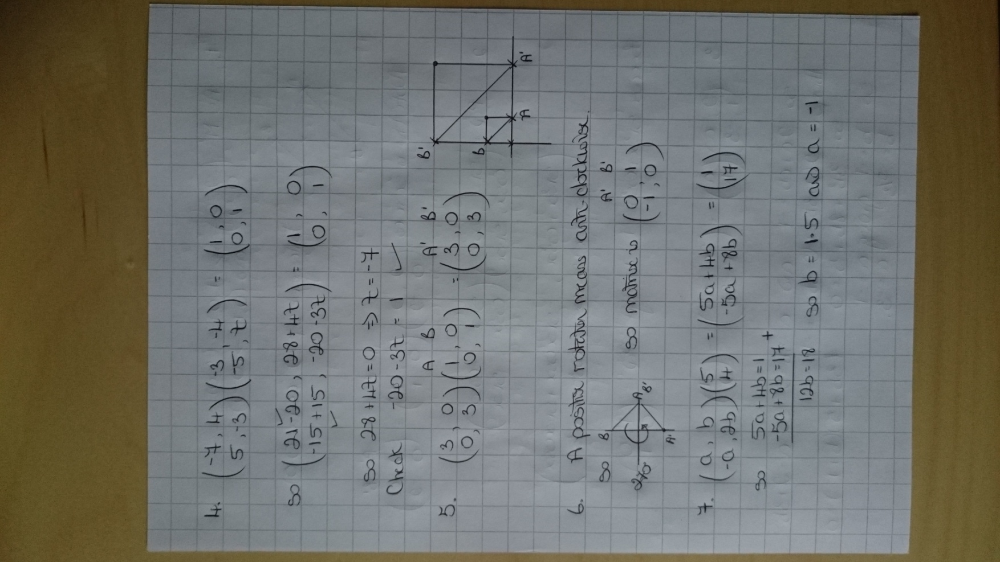 4. (-7, 4)(-3, -4) = (1, 0)
(5, -3)(-5, t) (0, 1)
so (21-20, 28+4t) = (1, 0)
(-15+15, -20-3t) (0, 1)
so 28+4t=0 => t=-7
Check -20-3t = 1 ✓
A B A' B'
5. (3, 0)(1, 0) = (3, 0)
(0, 3)(0, 1) (0, 3)
B'
B
A A'
6. A positive rotation means anti-clockwise.
so B A' B'
270° A B' so matrix is (0, 1)
A' (-1, 0)
7. (a, b)(5) = (5a+4b) = (1)
(-a, 2b)(4) (-5a+8b) (17)
so 5a+4b=1
-5a+8b=17 +
12b=18 so b=1.5 and a=-1